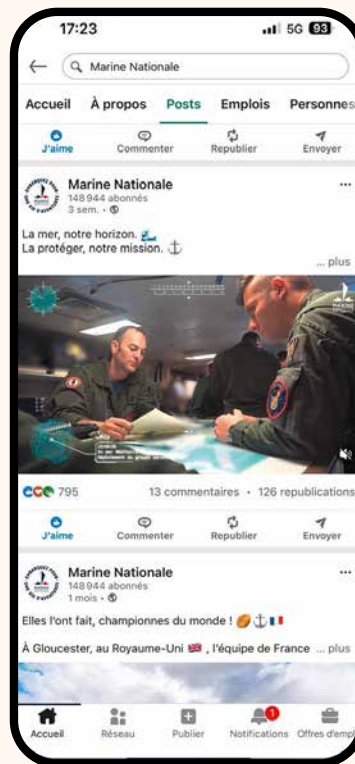 17:23
5G 93
Marine Nationale
Accueil À propos Posts Emplois Personnes
J'aime Commenter Republier Envoyer
Marine Nationale
148 944 abonnés
3 sem.
La mer, notre horizon.
La protéger, notre mission. ⚓
... plus
795 13 commentaires • 126 republications
J'aime Commenter Republier Envoyer
Marine Nationale
148 944 abonnés
1 mois
Elles l'ont fait, championnes du monde ! 🏉⚓🇫🇷
À Gloucester, au Royaume-Uni 🇬🇧 , l'équipe de France ... plus
1
Accueil Réseau Publier Notifications Offres d'empl